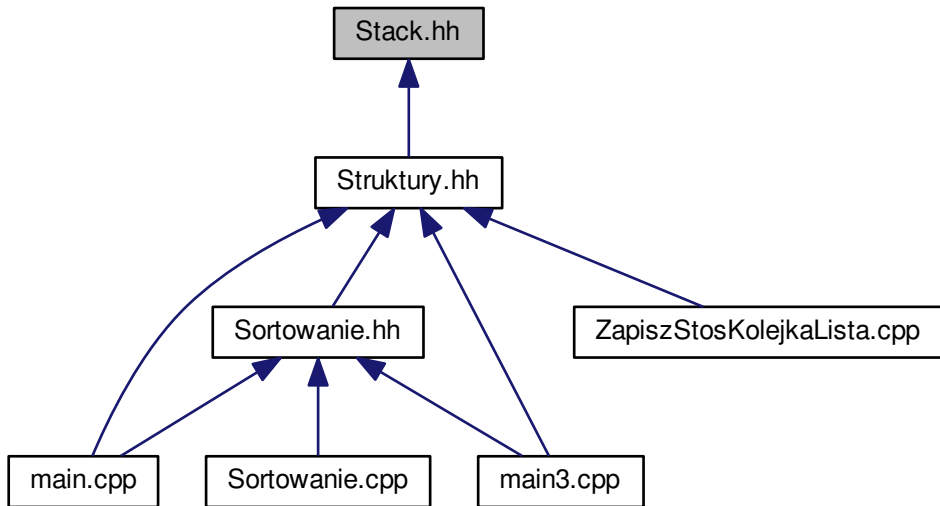 Stack.hh
Struktury.hh
Sortowanie.hh
ZapiszStosKolejkaLista.cpp
main.cpp
Sortowanie.cpp
main3.cpp